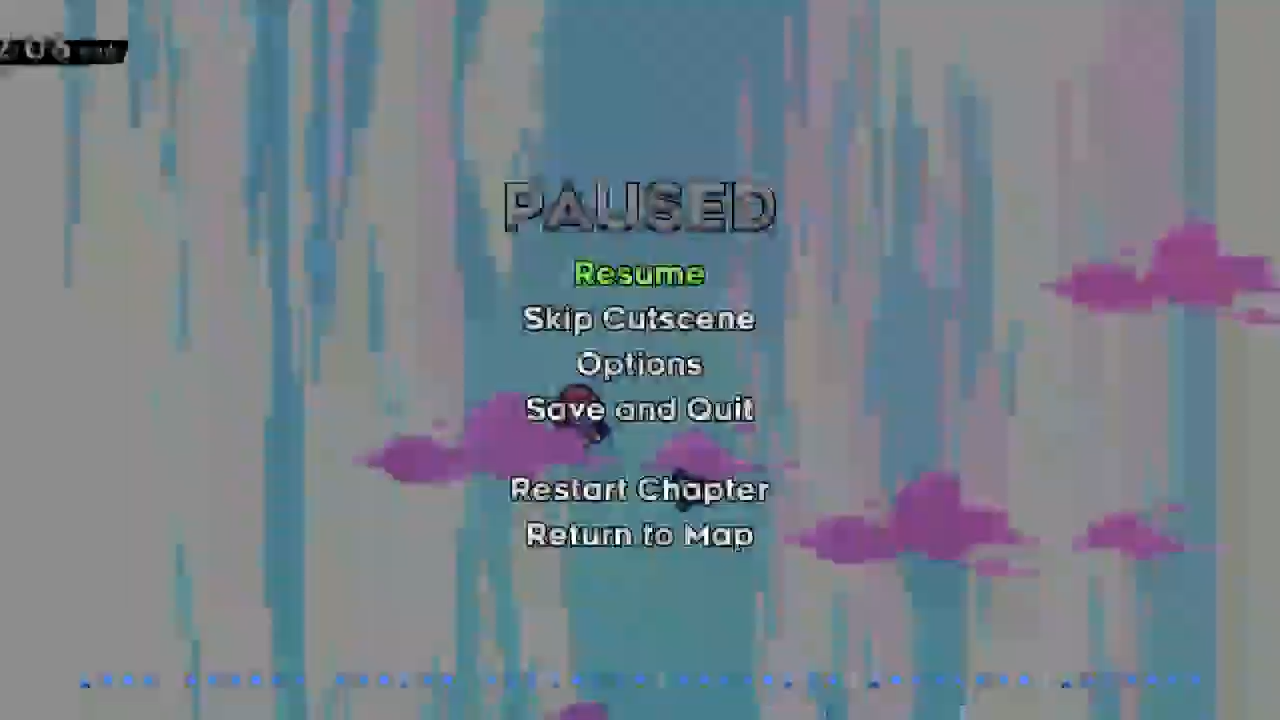 PAUSED
Resume
Skip Cutscene
Options
Save and Quit
Restart Chapter
Return to Map